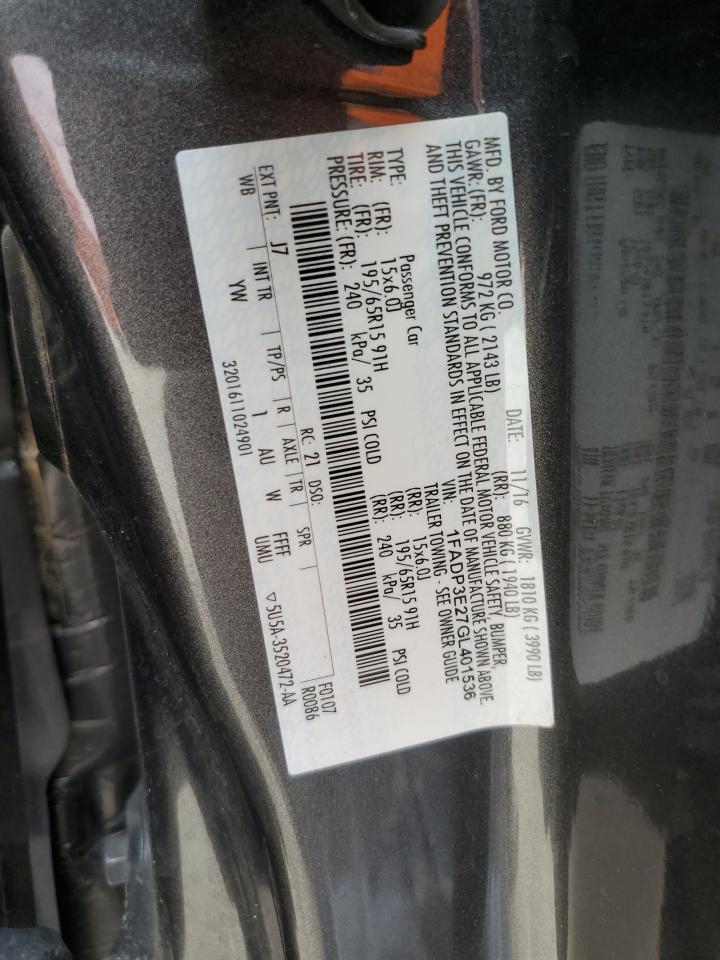 MFD. BY FORD MOTOR CO.
DATE: 11/16 GVWR: 1810 KG ( 3990 LB)
GAWR: (FR): 972 KG ( 2143 LB) (RR): 880 KG ( 1940 LB)
THIS VEHICLE CONFORMS TO ALL APPLICABLE FEDERAL MOTOR VEHICLE SAFETY, BUMPER,
AND THEFT PREVENTION STANDARDS IN EFFECT ON THE DATE OF MANUFACTURE SHOWN ABOVE.
VIN: 1FADP3E27GL401536
TYPE: Passenger Car TRAILER TOWING - SEE OWNER GUIDE
RIM: (FR): 15x6.0J (RR): 15x6.0J
TIRE: (FR): 195/65R15 91H (RR): 195/65R15 91H
PRESSURE: (FR): 240 kPa/ 35 PSI COLD (RR): 240 kPa/ 35 PSI COLD
EXT PNT: J7 RC: 21 DSO: F0107
WB INT TR TP/PS R AXLE TR SPR R0086
YW 1 AU W FFFF
UMU
3201611024901 ▽5U5A-3520472-AA